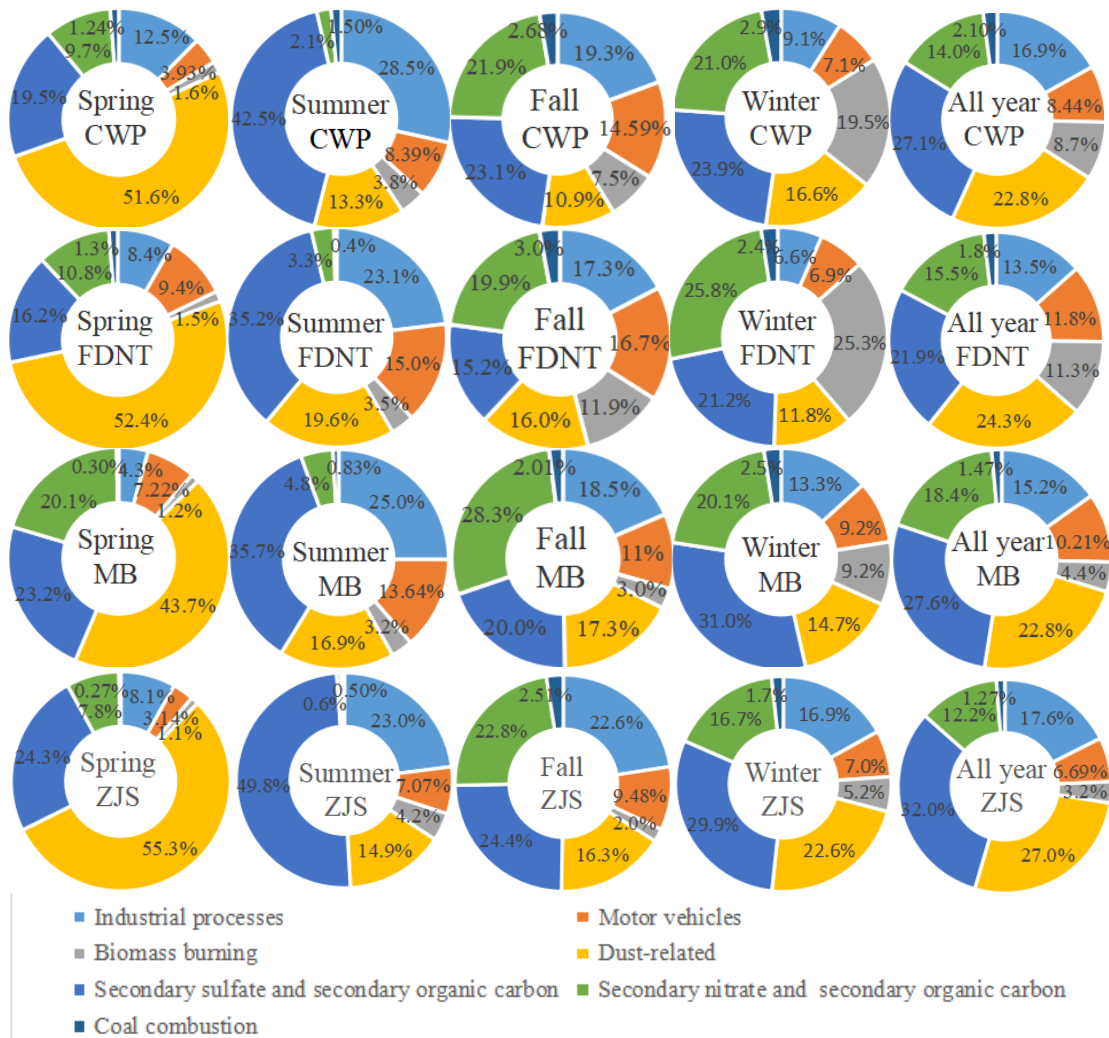 1.24%
12.5%
9.7%
3.93%
1.6%
19.5%
Spring
CWP
51.6%
1.50%
2.1%
28.5%
42.5%
Summer
CWP
8.39%
3.8%
13.3%
2.68%
19.3%
21.9%
Fall
CWP
14.59%
23.1%
7.5%
10.9%
2.9%
9.1%
21.0%
7.1%
Winter
CWP
19.5%
23.9%
16.6%
2.10%
14.0%
16.9%
All year
CWP
8.44%
27.1%
8.7%
22.8%
1.3%
8.4%
10.8%
9.4%
16.2%
Spring
FDNT
1.5%
52.4%
0.4%
3.3%
23.1%
35.2%
Summer
FDNT
15.0%
3.5%
19.6%
3.0%
17.3%
19.9%
Fall
FDNT
16.7%
15.2%
11.9%
16.0%
2.4%
6.6%
6.9%
25.8%
Winter
FDNT
25.3%
21.2%
11.8%
1.8%
15.5%
13.5%
All year
FDNT
11.8%
21.9%
11.3%
24.3%
0.30%
4.3%
7.22%
20.1%
1.2%
Spring
MB
23.2%
43.7%
0.83%
4.8%
25.0%
35.7%
Summer
MB
13.64%
3.2%
16.9%
2.01%
18.5%
28.3%
Fall
MB
11%
3.0%
20.0%
17.3%
2.5%
13.3%
20.1%
9.2%
Winter
MB
9.2%
31.0%
14.7%
1.47%
15.2%
18.4%
All year
MB
10.21%
4.4%
27.6%
22.8%
0.27%
8.1%
7.8%
3.14%
1.1%
24.3%
Spring
ZJS
55.3%
0.50%
0.6%
23.0%
49.8%
Summer
ZJS
7.07%
4.2%
14.9%
2.51%
22.6%
22.8%
Fall
ZJS
9.48%
2.0%
24.4%
16.3%
1.7%
16.9%
16.7%
Winter
ZJS
7.0%
5.2%
29.9%
22.6%
1.27%
12.2%
17.6%
All year
ZJS
6.69%
3.2%
32.0%
27.0%
Industrial processes
Motor vehicles
Biomass burning
Dust-related
Secondary sulfate and secondary organic carbon
Secondary nitrate and secondary organic carbon
Coal combustion